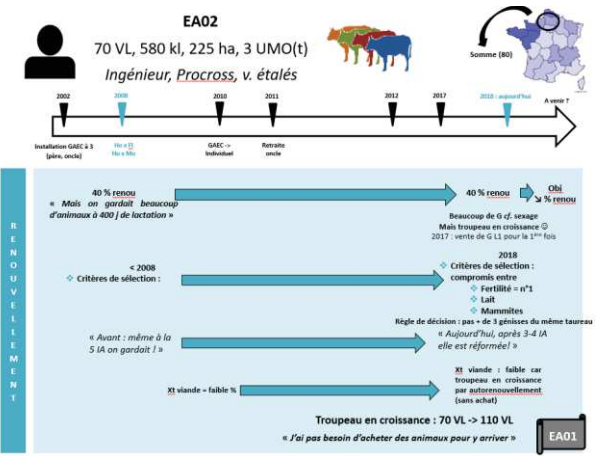 EA02
70 VL, 580 kl, 225 ha, 3 UMO(t)
Ingénieur, Procross, v. étalés
Somme (80)
2002
2008
2010
2011
2012
2017
2018 : aujourd'hui
A venir ?
Installation GAEC à 3
(père, oncle)
Ho x
Ho x Mo
GAEC ->
Individuel
Retraite
oncle
RENOUVELLEMENT
40 % renou
« Mais on gardait beaucoup
d'animaux à 400 j de lactation »
40 % renou
Obj
↘ % renou
Beaucoup de G cf. sexage
Mais troupeau en croissance ☺
2017 : vente de G L1 pour le 1ère fois
< 2008
❖ Critères de sélection :
2018
❖ Critères de sélection :
compromis entre
❖ Fertilité = n°1
❖ Lait
❖ Mammites
Règle de décision : pas + de 3 génisses du même taureau
« Avant : même à la
5 IA on gardait ! »
« Aujourd'hui, après 3-4 IA
elle est réformée! »
Xt viande = faible %
Xt viande : faible car
troupeau en croissance
par autorenouvellement
(sans achat)
Troupeau en croissance : 70 VL -> 110 VL
« J'ai pas besoin d'acheter des animaux pour y arriver »
EA01